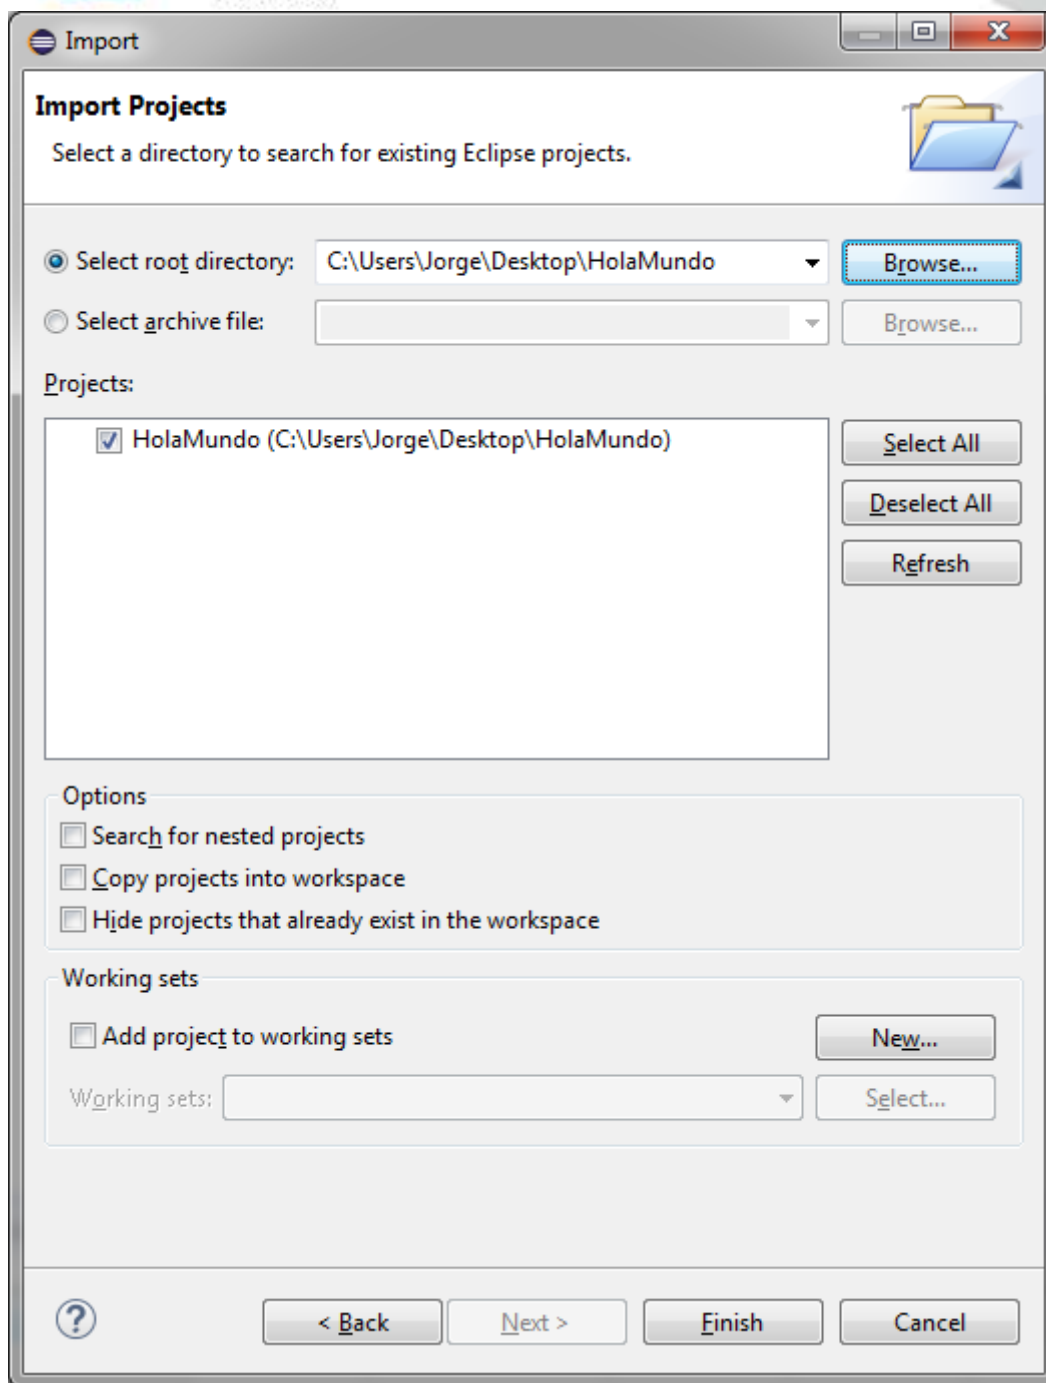 Import
Import Projects
Select a directory to search for existing Eclipse projects.
Select root directory: C:\Users\Jorge\Desktop\HolaMundo Browse...
Select archive file: Browse...
Projects:
HolaMundo (C:\Users\Jorge\Desktop\HolaMundo)
Select All
Deselect All
Refresh
Options
Search for nested projects
Copy projects into workspace
Hide projects that already exist in the workspace
Working sets
Add project to working sets New...
Working sets: Select...
? < Back Next > Finish Cancel